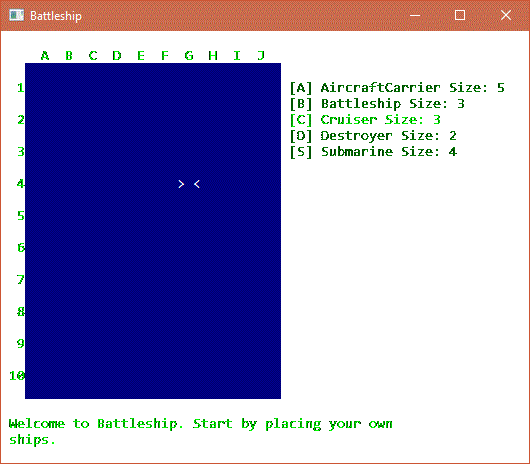 Battleship
A B C D E F G H I J
1
[A] AircraftCarrier Size: 5
[B] Battleship Size: 3
2
[C] Cruiser Size: 3
[D] Destroyer Size: 2
3
[S] Submarine Size: 4
4
> <
5
6
7
8
9
10
Welcome to Battleship. Start by placing your own
ships.